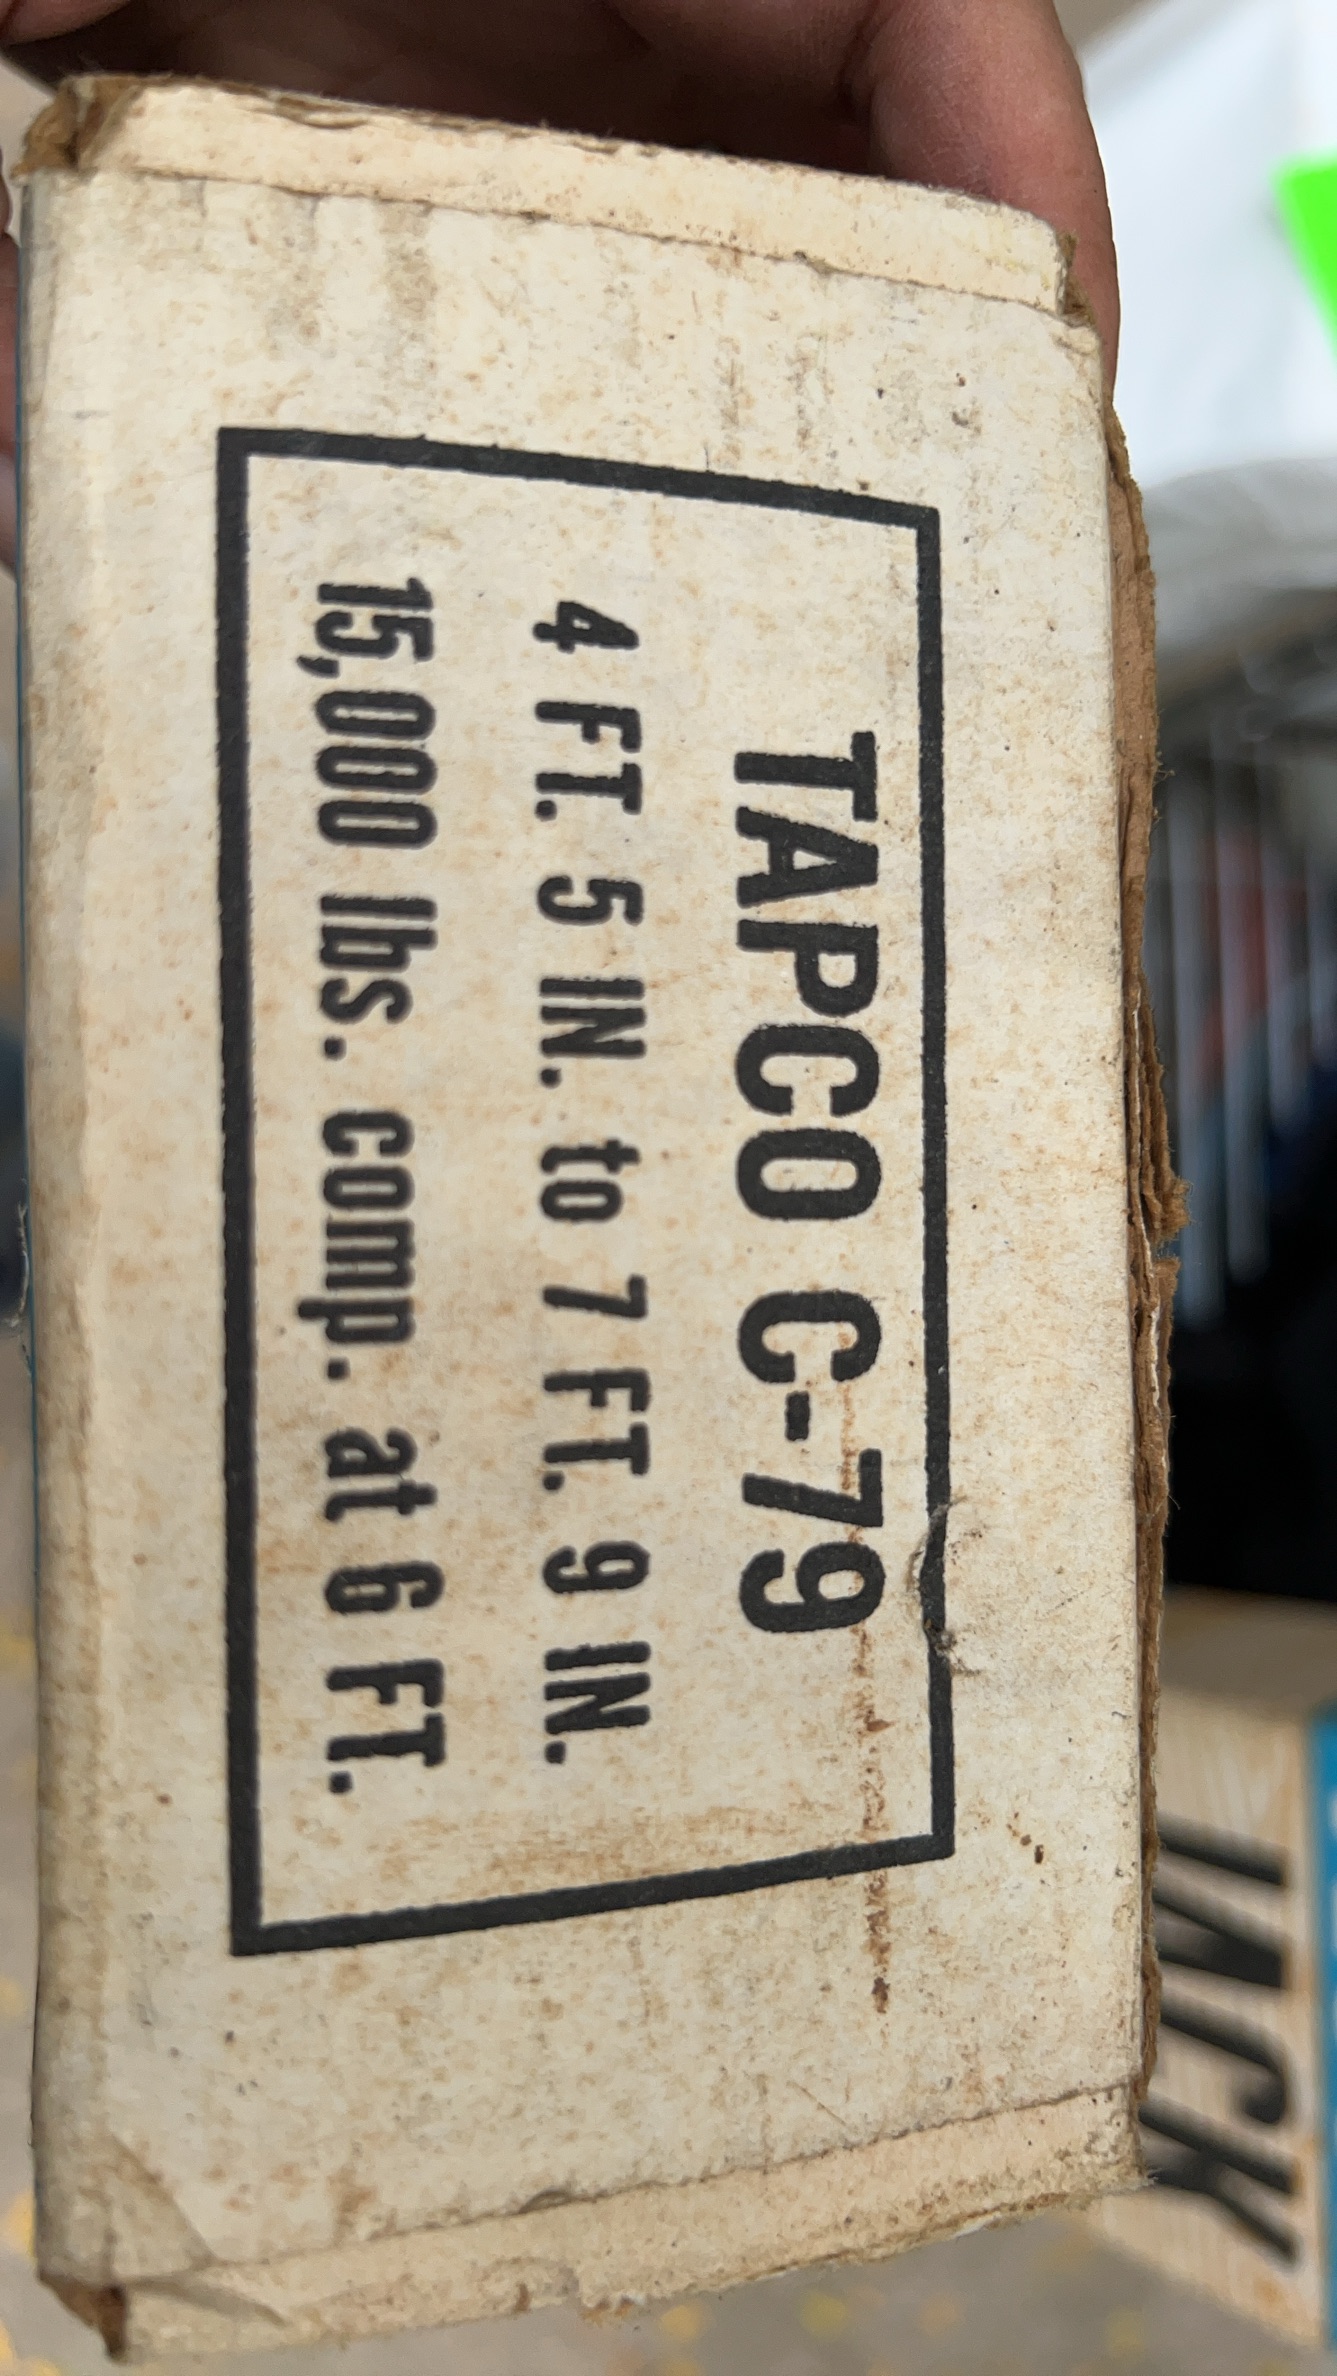 TAPCO C-79
4 FT. 5 IN. to 7 FT. 9 IN.
15,000 lbs. comp. at 6 FT.